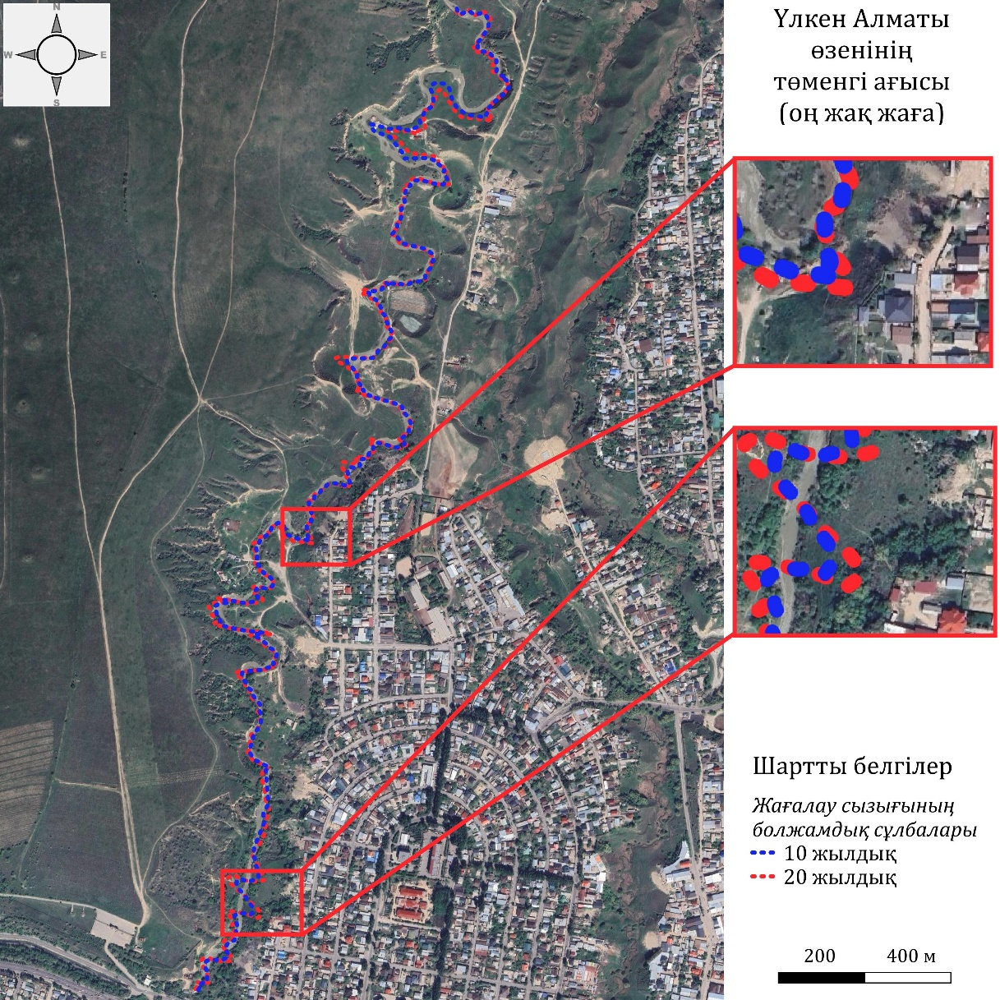 N
W
E
S
Үлкен Алматы
өзенінің
төменгі ағысы
(оң жақ жаға)
Шартты белгілер
Жағалау сызығының
болжамдық сұлбалары
10 жылдық
20 жылдық
200 400 м